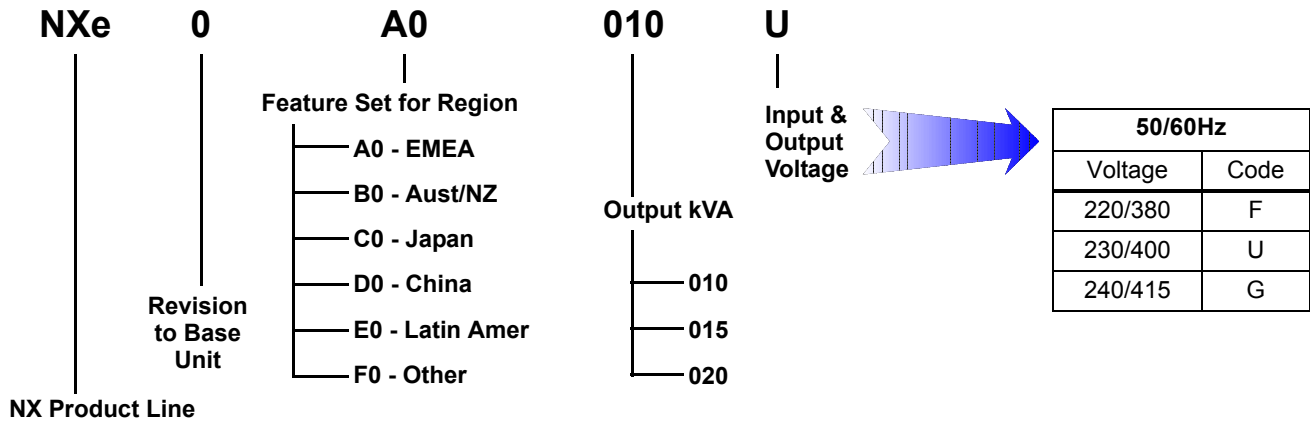 NXe 0 A0 010 U
Feature Set for Region
A0 - EMEA
B0 - Aust/NZ
C0 - Japan
D0 - China
E0 - Latin Amer
F0 - Other
Revision
to Base
Unit
NX Product Line
Output kVA
010
015
020
Input &
Output
Voltage
50/60Hz
Voltage Code
220/380 F
230/400 U
240/415 G